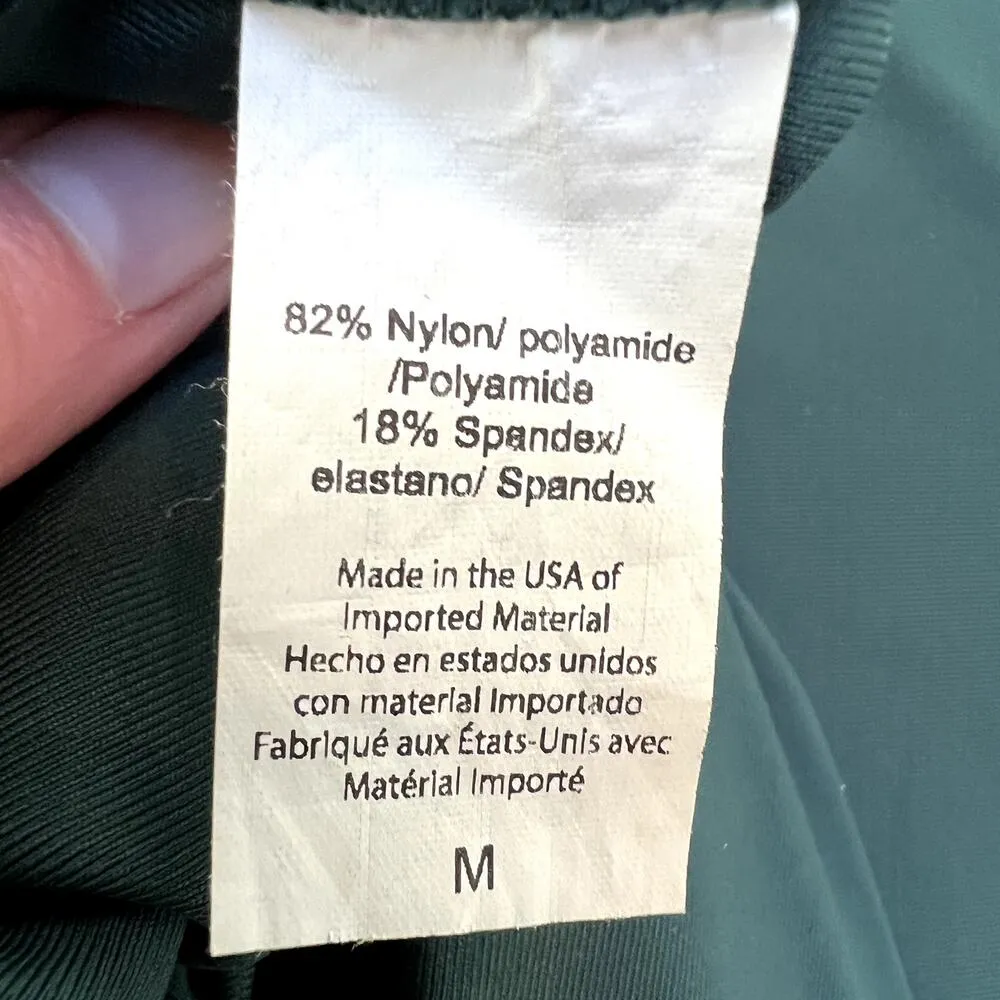 82% Nylon/ polyamide
/Polyamide
18% Spandex/
elastano/ Spandex
Made in the USA of
Imported Material
Hecho en estados unidos
con material Importado
Fabriqué aux États-Unis avec
Matérial Importé
M